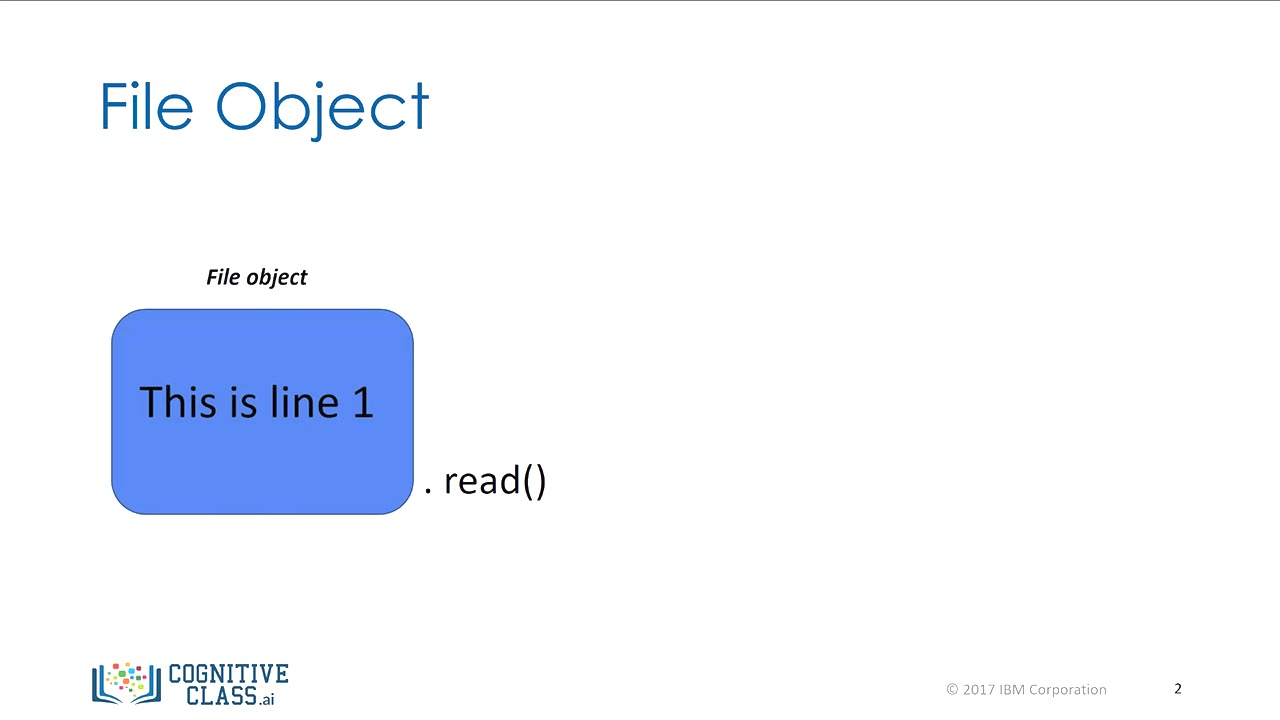 File Object
File object
This is line 1
. read()
COGNITIVE
CLASS.ai
© 2017 IBM Corporation
2